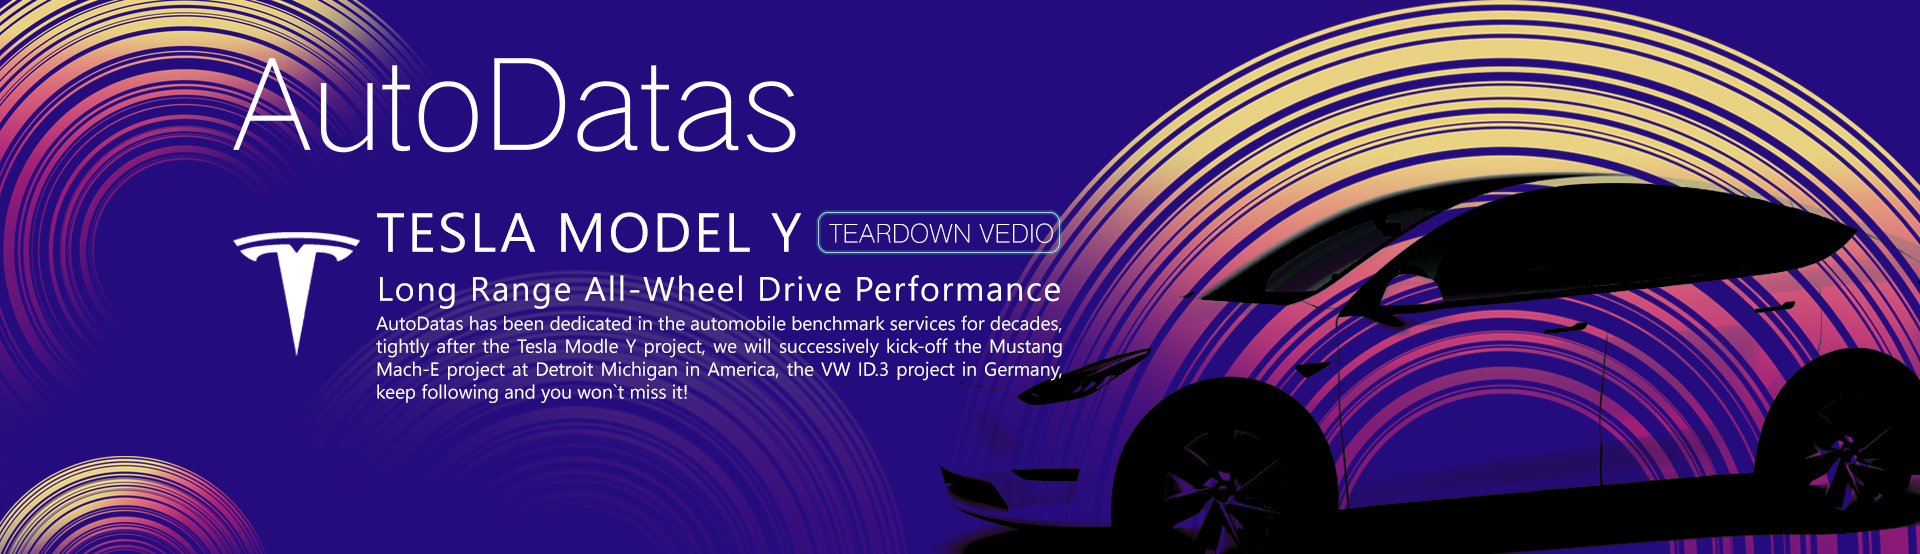 AutoDatas
TESLA MODEL Y TEARDOWN VEDIO
Long Range All-Wheel Drive Performance
AutoDatas has been dedicated in the automobile benchmark services for decades,
tightly after the Tesla Modle Y project, we will successively kick-off the Mustang
Mach-E project at Detroit Michigan in America, the VW ID.3 project in Germany,
keep following and you won`t miss it!